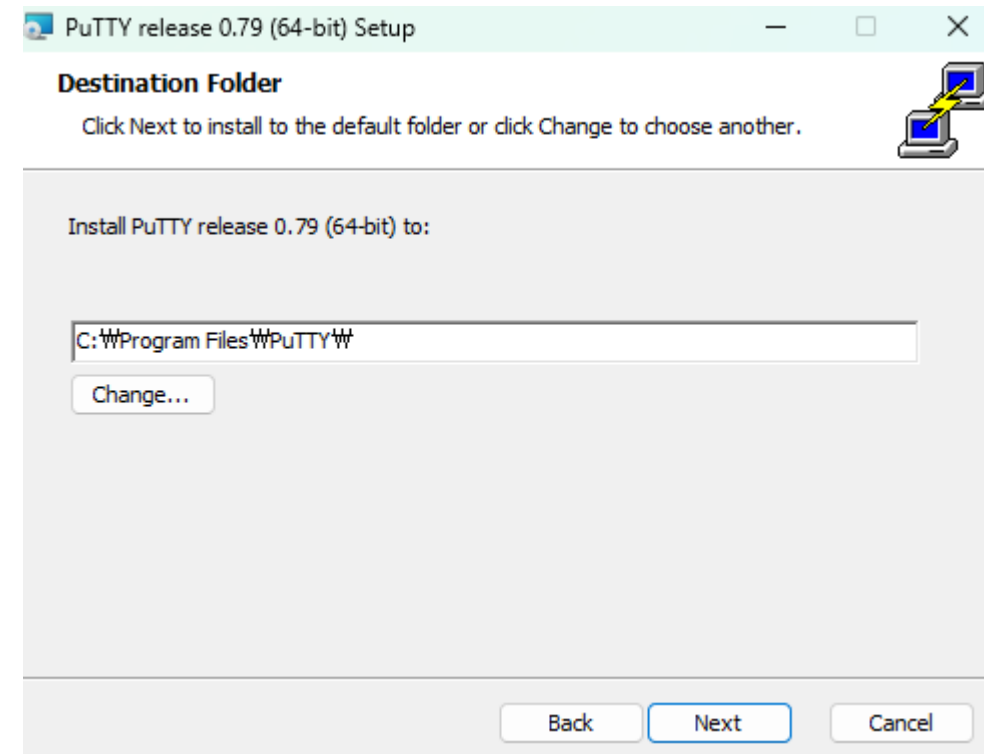 PuTTY release 0.79 (64-bit) Setup
Destination Folder
Click Next to install to the default folder or click Change to choose another.
Install PuTTY release 0.79 (64-bit) to:
C:₩Program Files₩PuTTY₩
Change...
Back Next Cancel